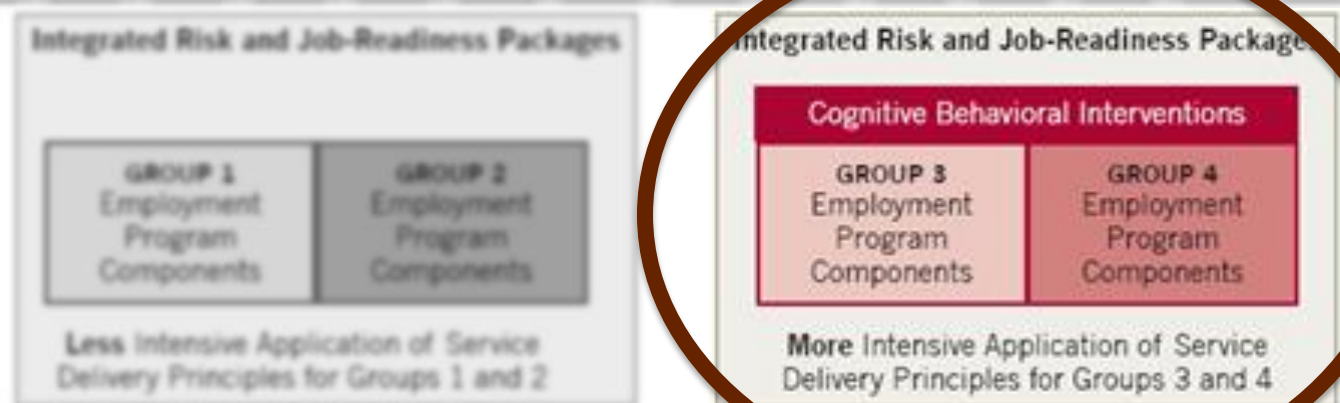 Integrated Risk and Job-Readiness Packages
GROUP 1
Employment
Program
Components
GROUP 2
Employment
Program
Components
Less Intensive Application of Service
Delivery Principles for Groups 1 and 2
Integrated Risk and Job-Readiness Packages
Cognitive Behavioral Interventions
GROUP 3
Employment
Program
Components
GROUP 4
Employment
Program
Components
More Intensive Application of Service
Delivery Principles for Groups 3 and 4